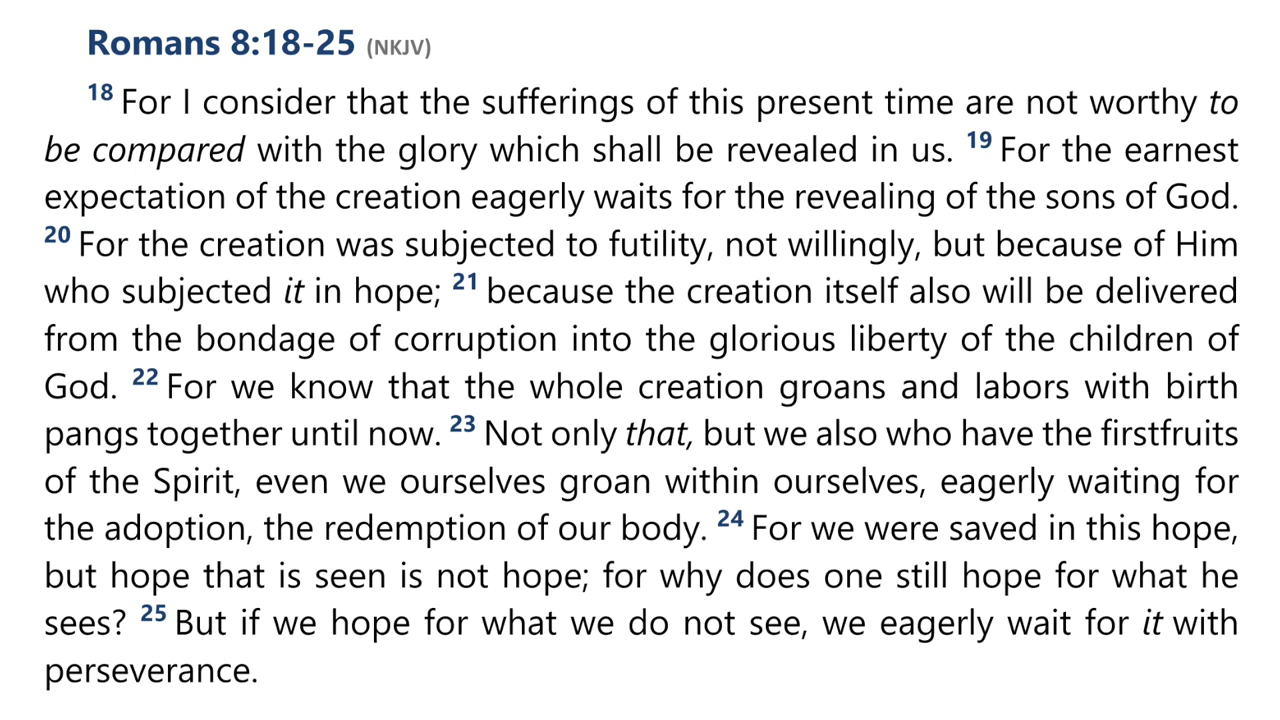 Romans 8:18-25 (NKJV)
18 For I consider that the sufferings of this present time are not worthy to
be compared with the glory which shall be revealed in us. 19 For the earnest
expectation of the creation eagerly waits for the revealing of the sons of God.
20 For the creation was subjected to futility, not willingly, but because of Him
who subjected it in hope; 21 because the creation itself also will be delivered
from the bondage of corruption into the glorious liberty of the children of
God. 22 For we know that the whole creation groans and labors with birth
pangs together until now. 23 Not only that, but we also who have the firstfruits
of the Spirit, even we ourselves groan within ourselves, eagerly waiting for
the adoption, the redemption of our body. 24 For we were saved in this hope,
but hope that is seen is not hope; for why does one still hope for what he
sees? 25 But if we hope for what we do not see, we eagerly wait for it with
perseverance.